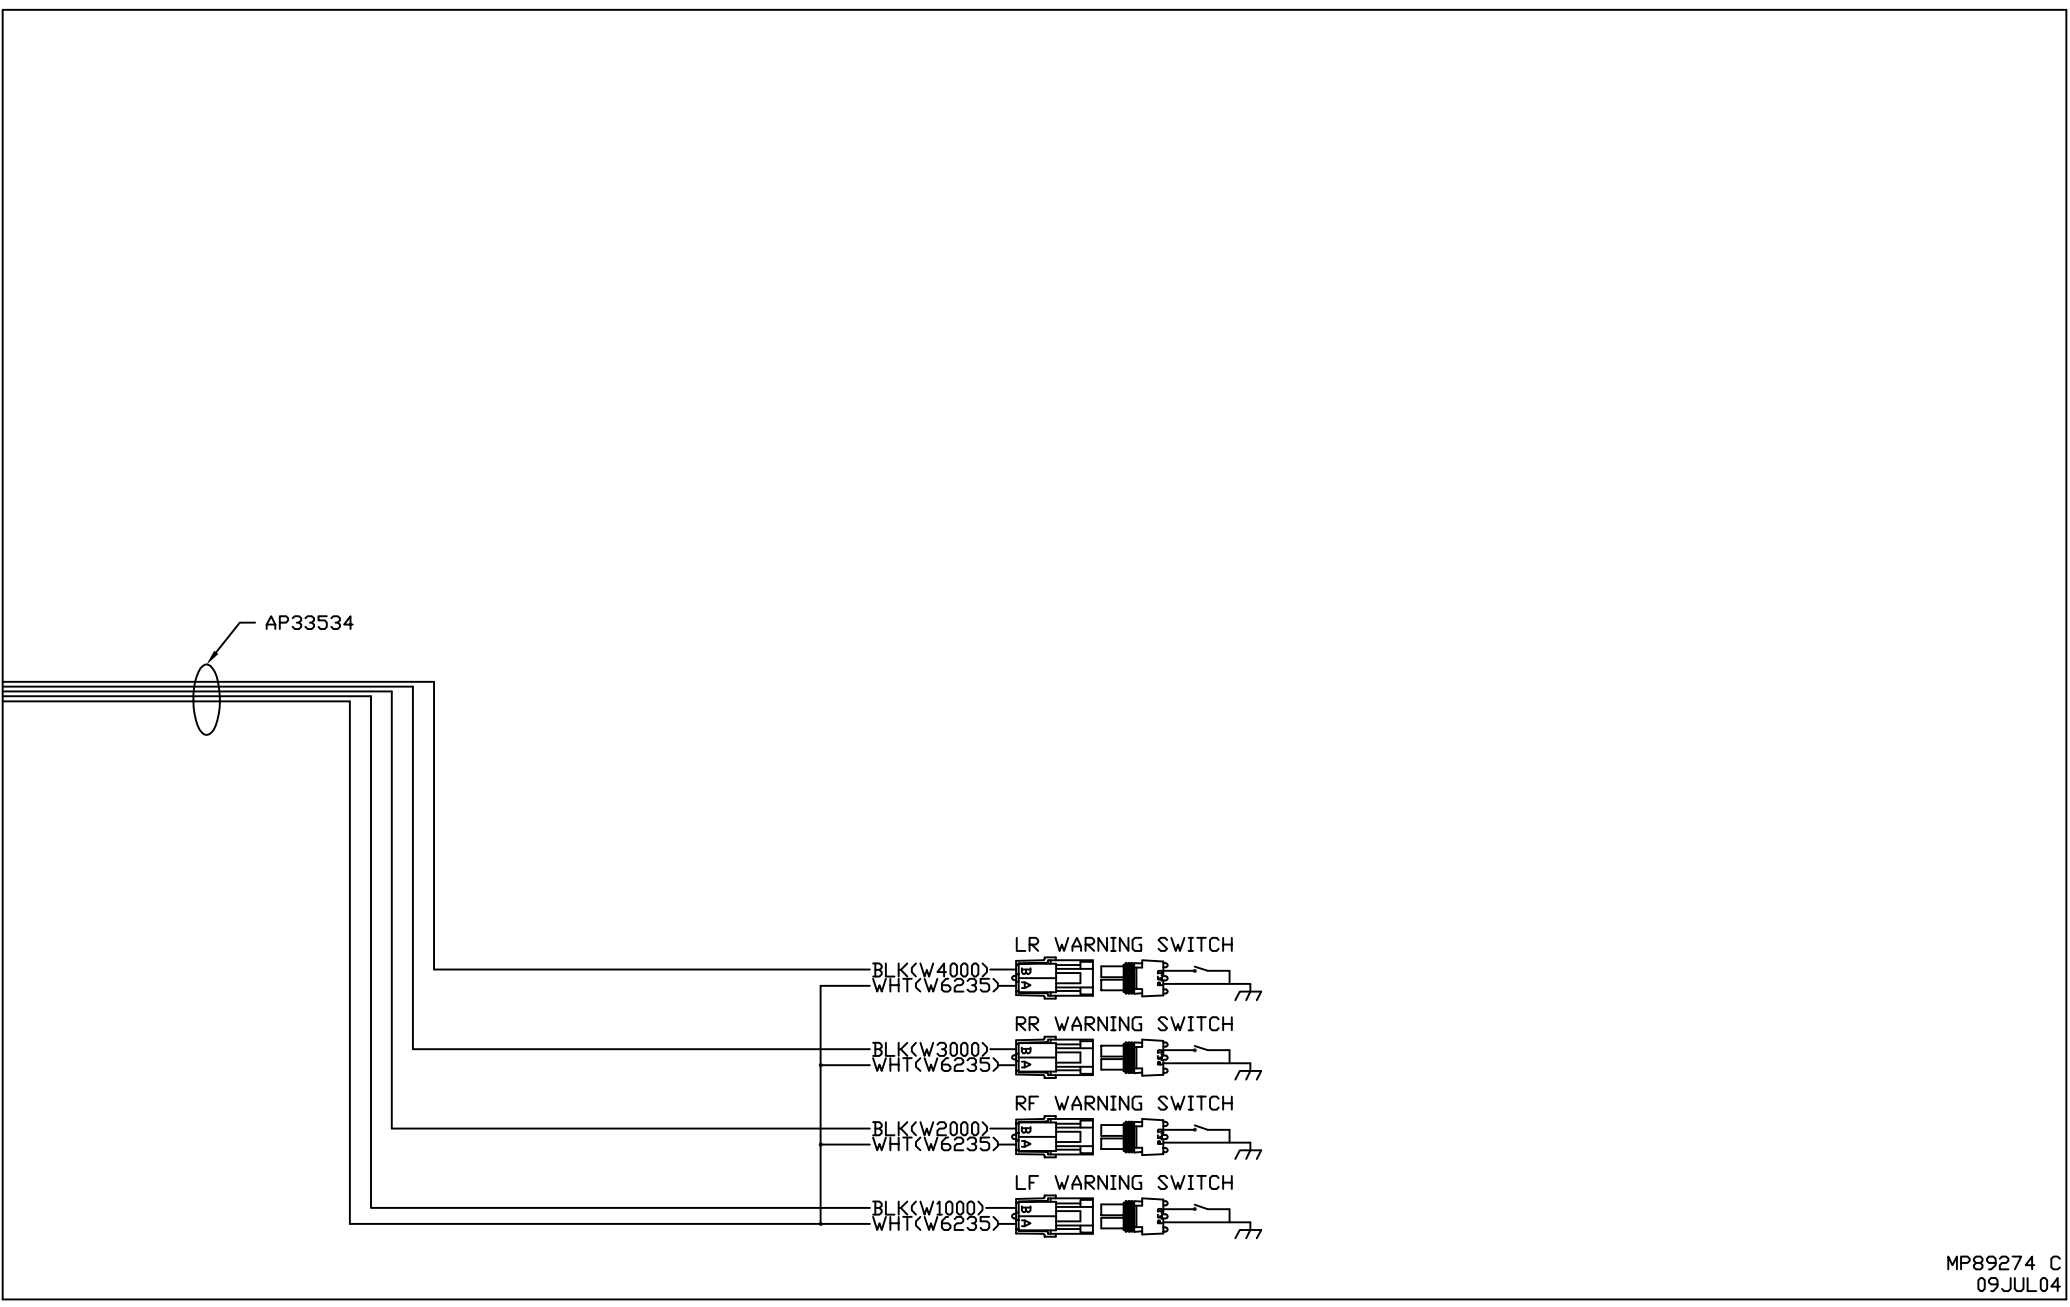 AP33534
LR WARNING SWITCH
BLK(W4000)
WHT(W6235)
B
A
RR WARNING SWITCH
BLK(W3000)
WHT(W6235)
B
A
RF WARNING SWITCH
BLK(W2000)
WHT(W6235)
B
A
LF WARNING SWITCH
BLK(W1000)
WHT(W6235)
B
A
MP89274 C
09JUL04